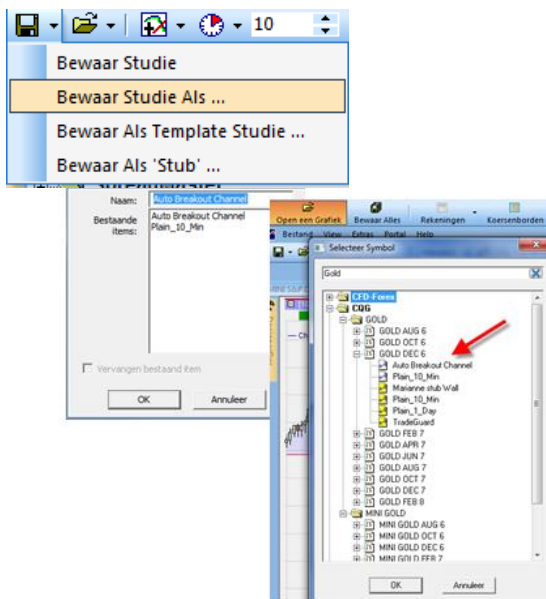 10
Bewaar Studie
Bewaar Studie Als ...
Bewaar Als Template Studie ...
Bewaar Als 'Stub' ...
Naam: Auto Breakout Channel
Bestaande items:
Auto Breakout Channel
Plain_10_Min
Vervangen bestaand item
OK Annuleer
Open een Grafiek Bewaar Alles Rekeningen Koersenborden
Bestand View Extras Portal Help
Selecteer Symbol
Gold
CFD-Forex
CQG
GOLD
GOLD AUG 6
GOLD OCT 6
GOLD DEC 6
Auto Breakout Channel
Plain_10_Min
Marianne stub Wall
Plain_10_Min
Plain_1_Day
TradeGuard
GOLD FEB 7
GOLD APR 7
GOLD JUN 7
GOLD AUG 7
GOLD OCT 7
GOLD DEC 7
GOLD FEB 8
MINI GOLD
MINI GOLD AUG 6
MINI GOLD OCT 6
MINI GOLD DEC 6
MINI GOLD FEB 7
OK Annuleer